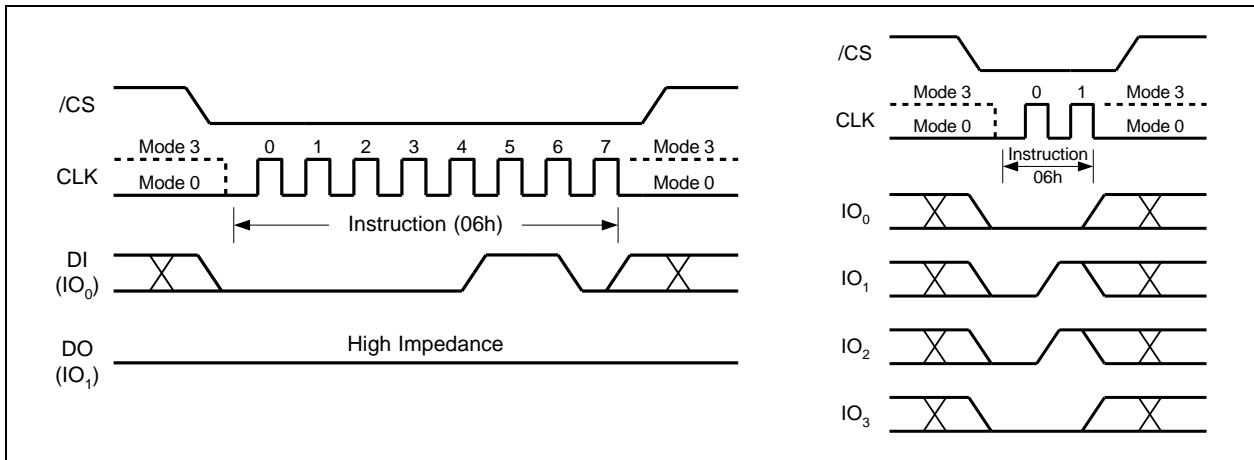 /CS
Mode 3 0 1 2 3 4 5 6 7 Mode 3
CLK
Mode 0 Mode 0
Instruction (06h)
DI
(IO0)
High Impedance
DO
(IO1)
/CS
Mode 3 0 1 Mode 3
CLK
Mode 0 Mode 0
Instruction
06h
IO0
IO1
IO2
IO3